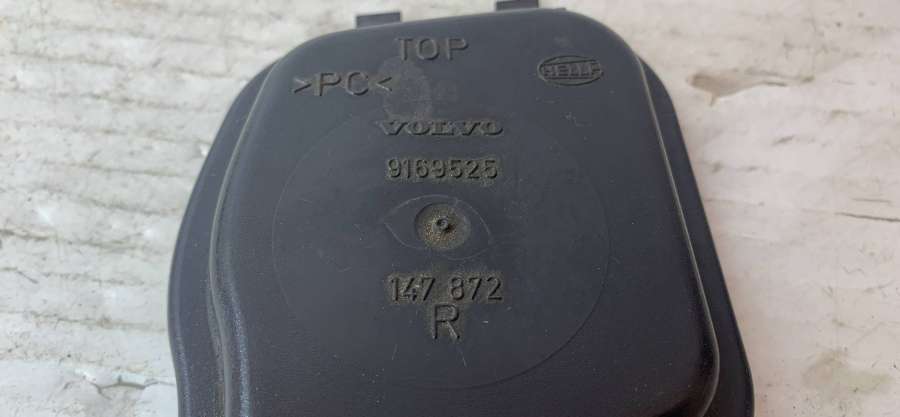 TOP
HELLA
>PC<
VOLVO
9169525
147 872
R